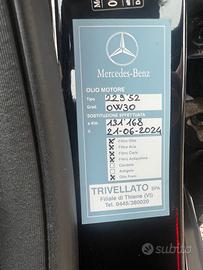 Mercedes-Benz
OLIO MOTORE
Tipo 229 52
Grad. 0W30
SOSTITUZIONE EFFETTUATA
a Km 131 168
il 21-06-2024
Filtro Olio
Filtro Aria
Filtro Carb.
Filtro Antipolline
Candele
Antigelo
Olio Freni
TRIVELLATO SPA
Filiale di Thiene (VI)
Tel. 0445/380020
subito